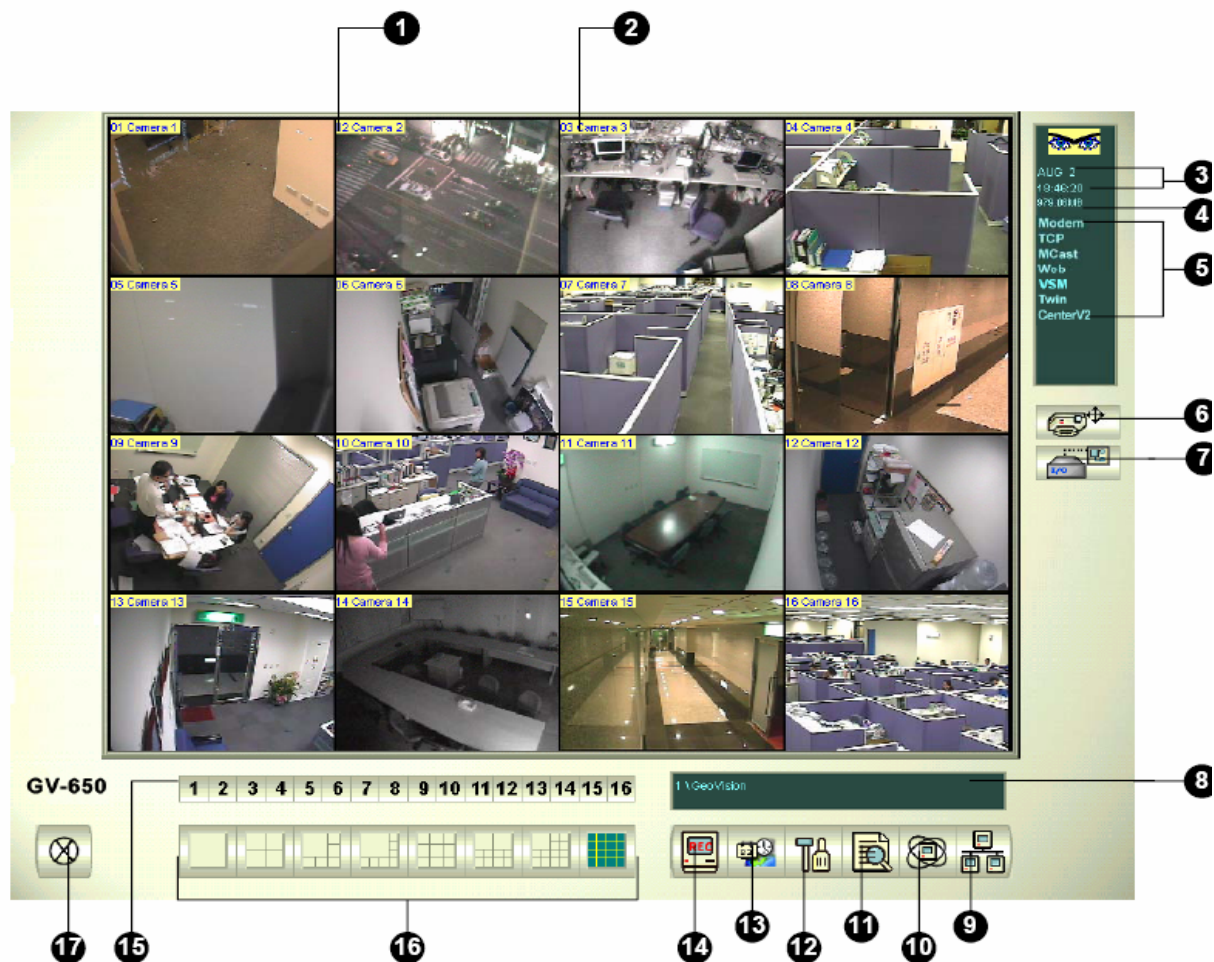 1 2
01 Camera 1 12 Camera 2 03 Camera 3 04 Camera 4
AUG 2
3
18:46:20
979.06MB
4
Modem
TCP
MCast
5
Web
VSM
Twin
CenterV2
05 Camera 5 06 Camera 6 07 Camera 7 08 Camera 8
6
I/O
7
09 Camera 9 10 Camera 10 11 Camera 11 12 Camera 12
13 Camera 13 14 Camera 14 15 Camera 15 16 Camera 16
GV-650
1 2 3 4 5 6 7 8 9 10 11 12 13 14 15 16
1 \GeoVision
8
REC
17 15 16 14 13 12 11 10 9